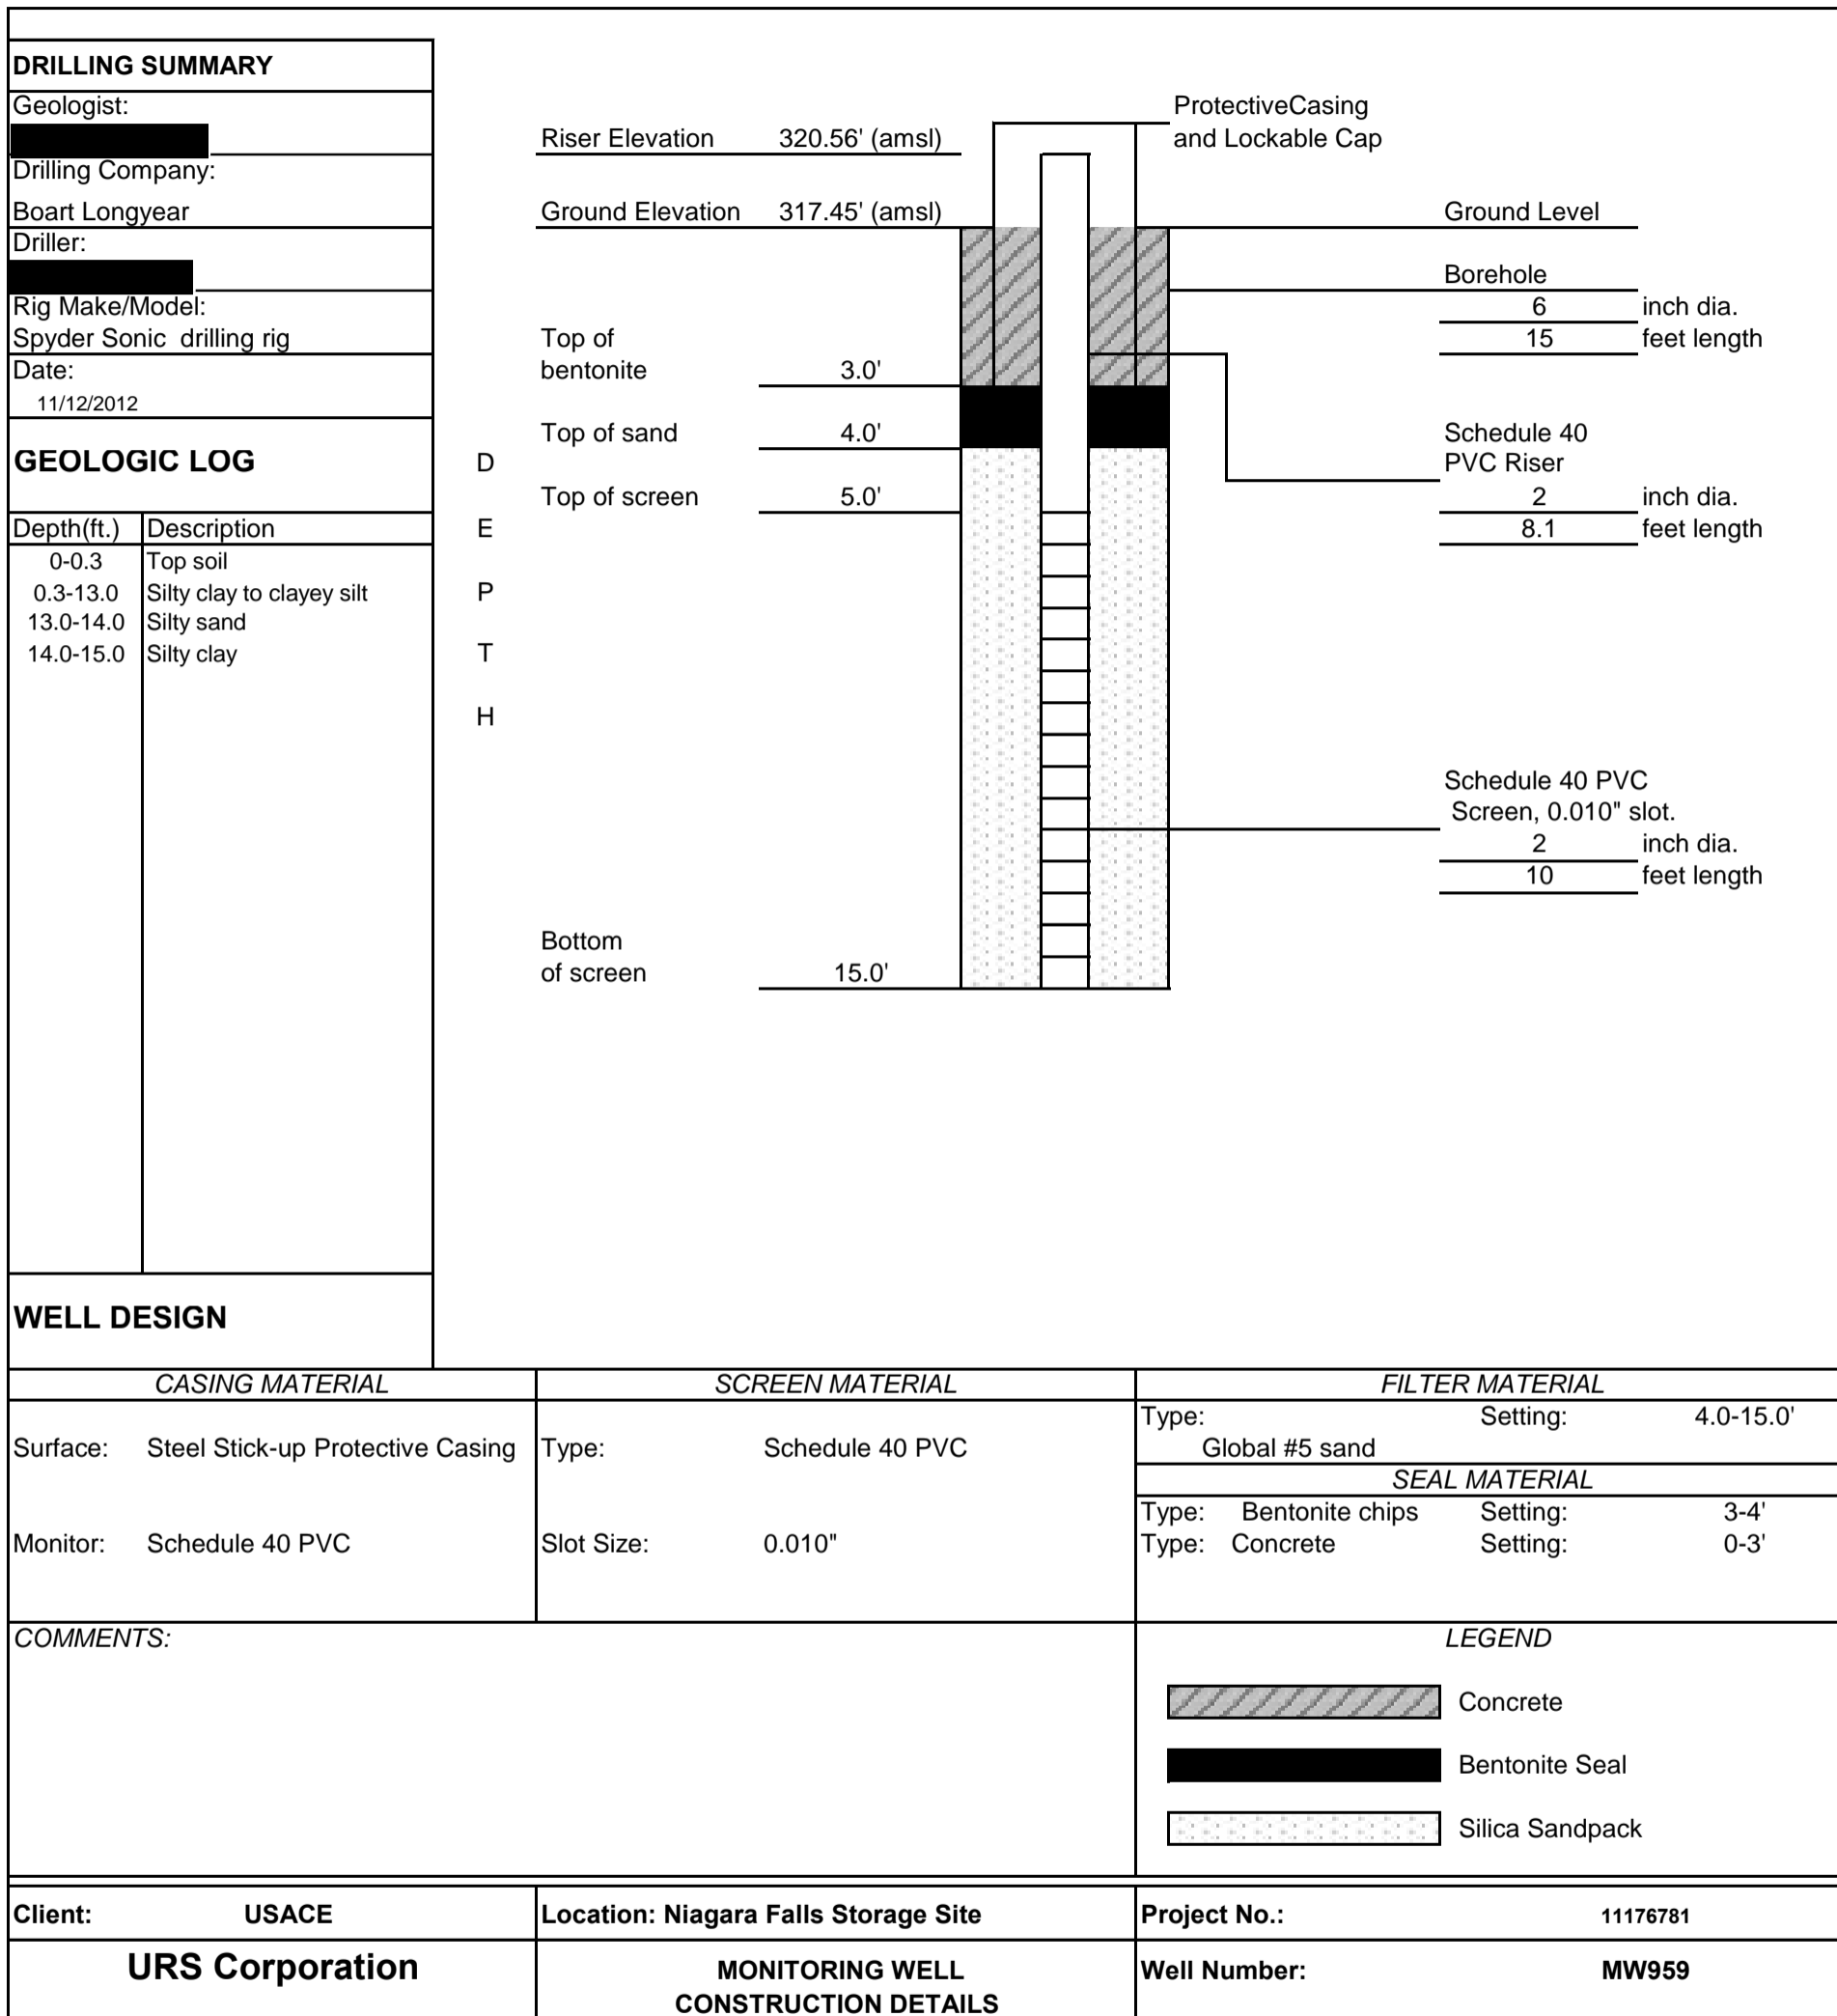 DRILLING SUMMARY
Geologist:
Drilling Company:
Boart Longyear
Driller:
Rig Make/Model:
Spyder Sonic drilling rig
Date:
11/12/2012
GEOLOGIC LOG
Depth(ft.) Description
0-0.3 Top soil
0.3-13.0 Silty clay to clayey silt
13.0-14.0 Silty sand
14.0-15.0 Silty clay
D
E
P
T
H
Riser Elevation 320.56' (amsl)
Ground Elevation 317.45' (amsl)
Top of
bentonite 3.0'
Top of sand 4.0'
Top of screen 5.0'
Bottom
of screen 15.0'
ProtectiveCasing
and Lockable Cap
Ground Level
Borehole
6 inch dia.
15 feet length
Schedule 40
PVC Riser
2 inch dia.
8.1 feet length
Schedule 40 PVC
Screen, 0.010" slot.
2 inch dia.
10 feet length
WELL DESIGN
CASING MATERIAL
Surface: Steel Stick-up Protective Casing
Monitor: Schedule 40 PVC
SCREEN MATERIAL
Type: Schedule 40 PVC
Slot Size: 0.010"
FILTER MATERIAL
Type: Setting: 4.0-15.0'
Global #5 sand
SEAL MATERIAL
Type: Bentonite chips Setting: 3-4'
Type: Concrete Setting: 0-3'
COMMENTS:
LEGEND
Concrete
Bentonite Seal
Silica Sandpack
Client: USACE
Location: Niagara Falls Storage Site
Project No.: 11176781
URS Corporation
MONITORING WELL
CONSTRUCTION DETAILS
Well Number: MW959